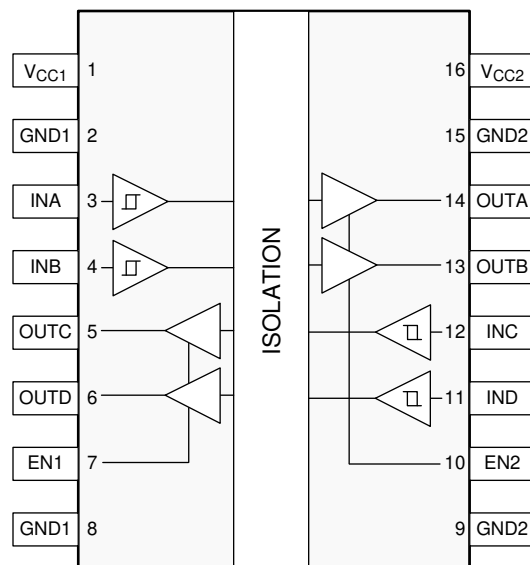 VCC1 1 16 VCC2
GND1 2 15 GND2
INA 3 14 OUTA
INB 4 13 OUTB
ISOLATION
OUTC 5 12 INC
OUTD 6 11 IND
EN1 7 10 EN2
GND1 8 9 GND2